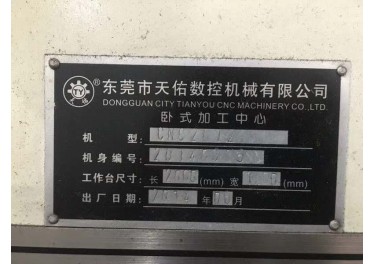 东莞市天佑数控机械有限公司
DONGGUAN CITY TIANYOU CNC MACHINERY CO.,LTD.
卧式加工中心
机 型:
机身编号:
工作台尺寸: 长 (mm) 宽 (mm)
出厂日期: 年 月